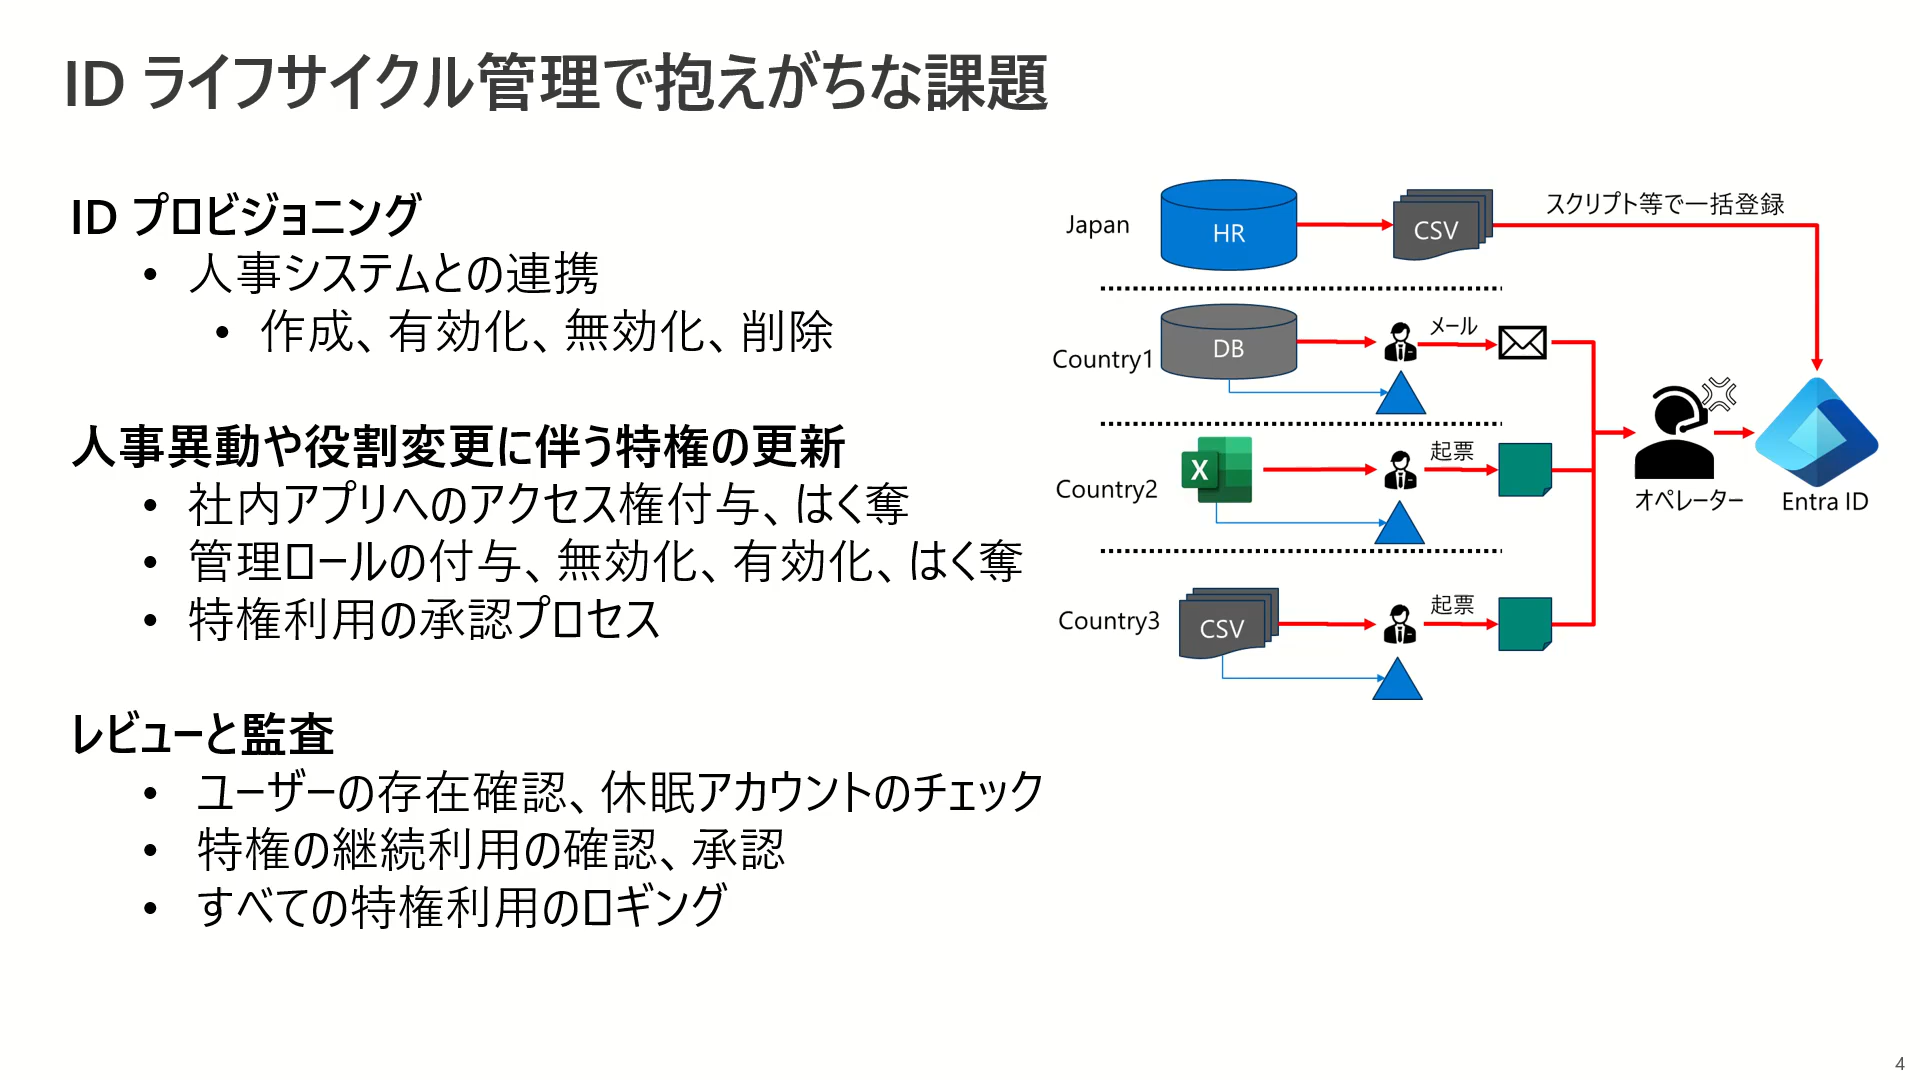 ID ライフサイクル管理で抱えがちな課題
ID プロビジョニング
• 人事システムとの連携
• 作成、有効化、無効化、削除
人事異動や役割変更に伴う特権の更新
• 社内アプリへのアクセス権付与、はく奪
• 管理ロールの付与、無効化、有効化、はく奪
• 特権利用の承認プロセス
レビューと監査
• ユーザーの存在確認、休眠アカウントのチェック
• 特権の継続利用の確認、承認
• すべての特権利用のロギング
Japan
HR
CSV
スクリプト等で一括登録
Country1
DB
メール
Country2
X
起票
オペレーター
Entra ID
Country3
CSV
起票
4